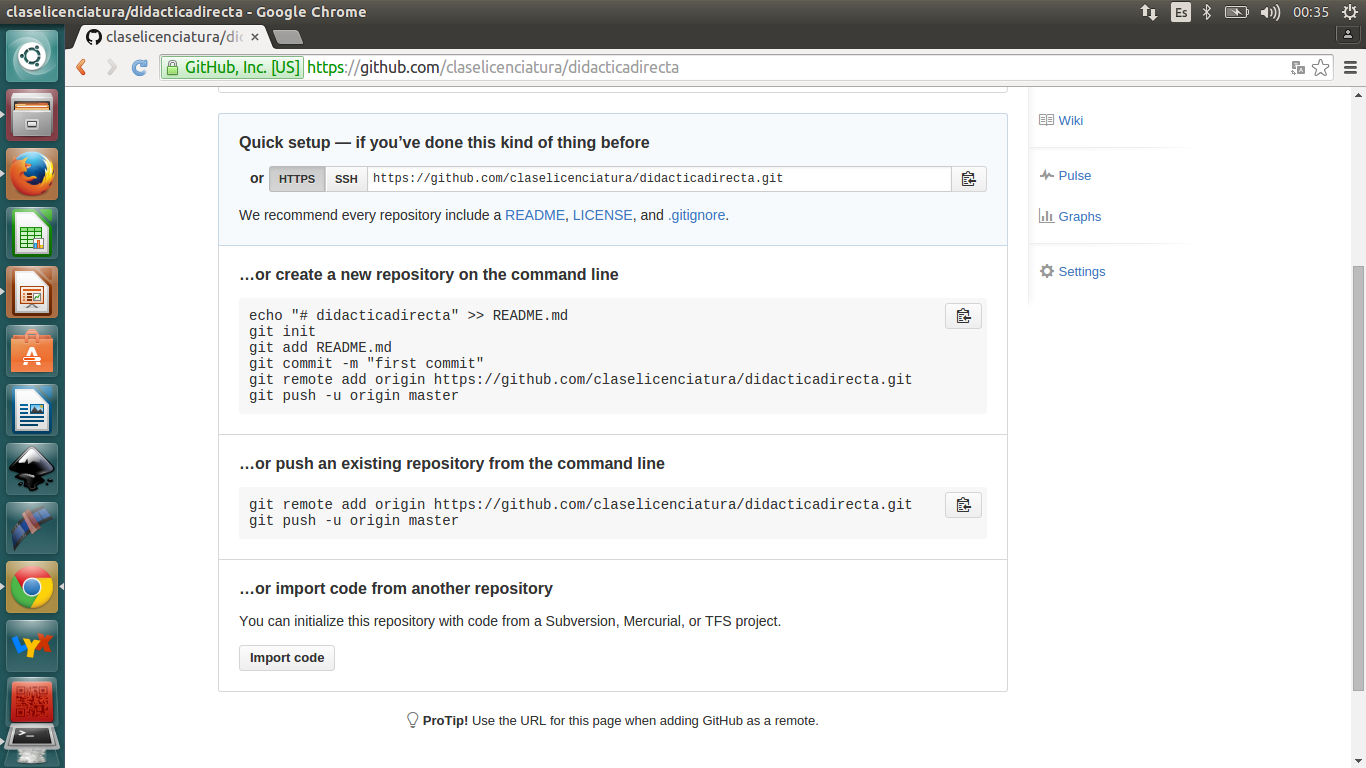 claselicenciatura/didacticadirecta - Google Chrome
Es
00:35
claselicenciatura/di
GitHub, Inc. [US] https://github.com/claselicenciatura/didacticadirecta
Quick setup — if you’ve done this kind of thing before
or HTTPS SSH https://github.com/claselicenciatura/didacticadirecta.git
We recommend every repository include a README, LICENSE, and .gitignore.
…or create a new repository on the command line
echo "# didacticadirecta" >> README.md
git init
git add README.md
git commit -m "first commit"
git remote add origin https://github.com/claselicenciatura/didacticadirecta.git
git push -u origin master
…or push an existing repository from the command line
git remote add origin https://github.com/claselicenciatura/didacticadirecta.git
git push -u origin master
…or import code from another repository
You can initialize this repository with code from a Subversion, Mercurial, or TFS project.
Import code
ProTip! Use the URL for this page when adding GitHub as a remote.
Wiki
Pulse
Graphs
Settings
LYX